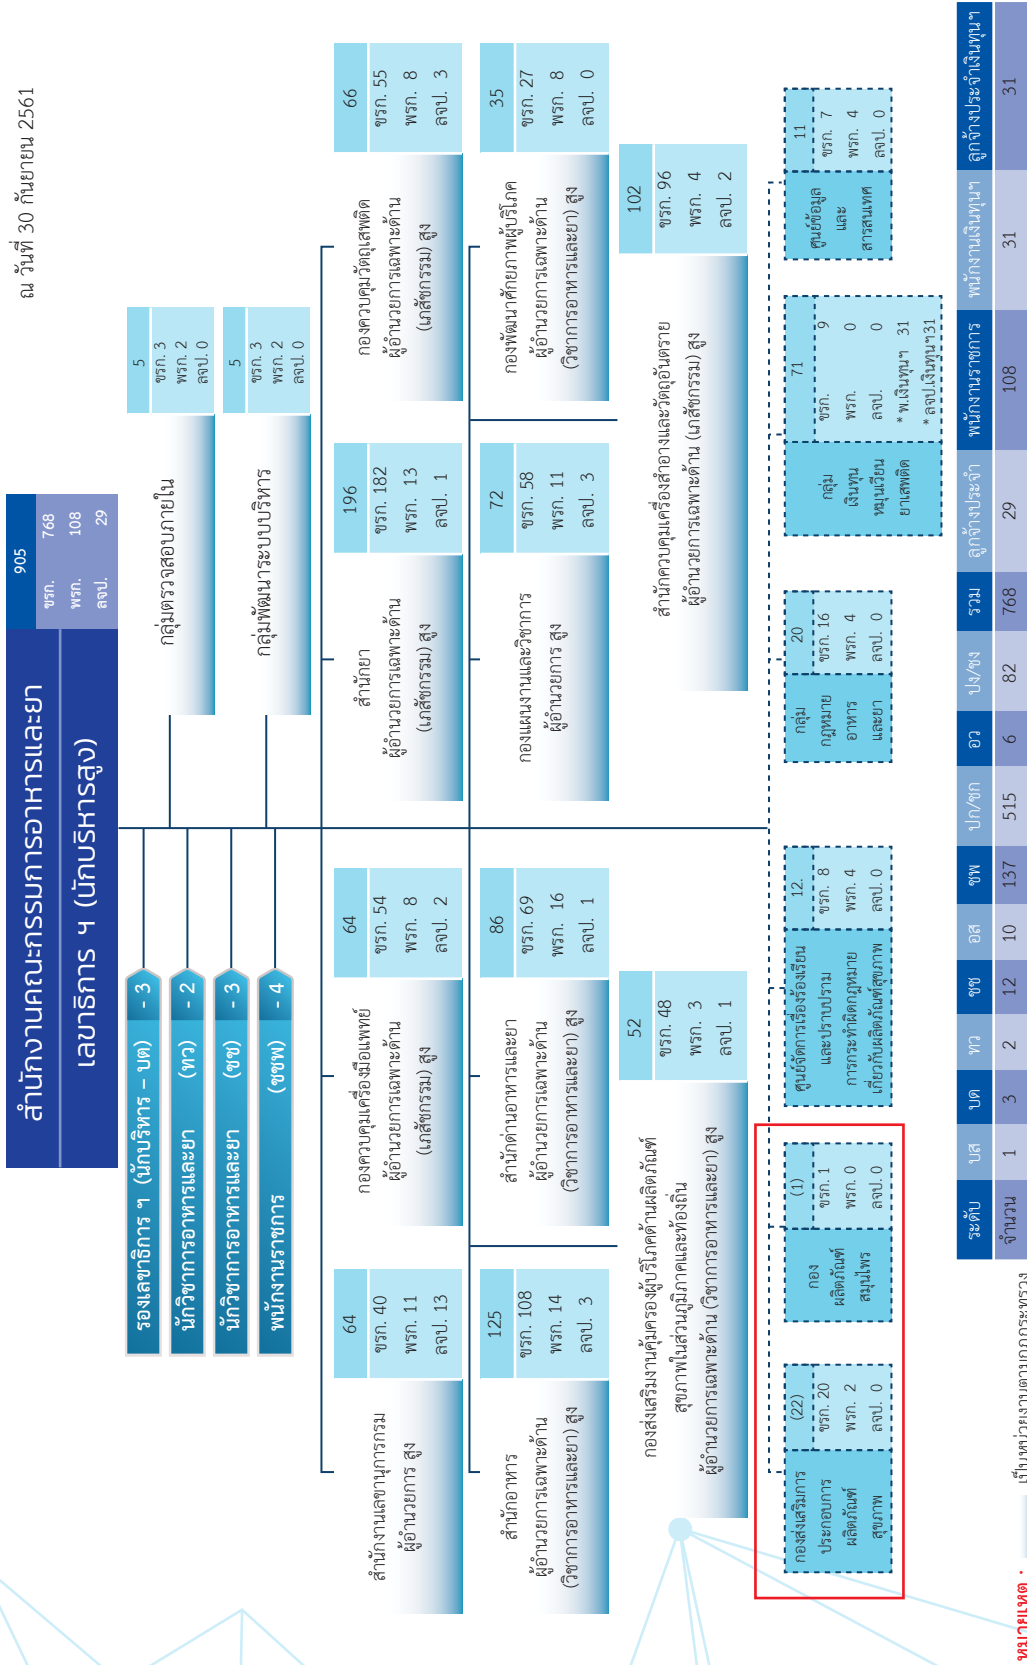 ณ วันที่ 30 กันยายน 2561
สำนักงานคณะกรรมการอาหารและยา
เลขาธิการ ฯ (นักบริหารสูง)
905
ขรก. 768
พรก. 108
ลจป. 29
รองเลขาธิการ ฯ (นักบริหาร – บต) - 3
นักวิชาการอาหารและยา (ทว) - 2
นักวิชาการอาหารและยา (ชช) - 3
พนักงานราชการ (ชชพ) - 4
กลุ่มตรวจสอบภายใน
5
ขรก. 3
พรก. 2
ลจป. 0
กลุ่มพัฒนาระบบบริหาร
5
ขรก. 3
พรก. 2
ลจป. 0
สำนักงานเลขานุการกรม
ผู้อำนวยการ สูง
64
ขรก. 40
พรก. 11
ลจป. 13
กองควบคุมเครื่องมือแพทย์
ผู้อำนวยการเฉพาะด้าน
(เภสัชกรรม) สูง
64
ขรก. 54
พรก. 8
ลจป. 2
สำนักยา
ผู้อำนวยการเฉพาะด้าน
(เภสัชกรรม) สูง
196
ขรก. 182
พรก. 13
ลจป. 1
กองควบคุมวัตถุเสพติด
ผู้อำนวยการเฉพาะด้าน
(เภสัชกรรม) สูง
66
ขรก. 55
พรก. 8
ลจป. 3
สำนักอาหาร
ผู้อำนวยการเฉพาะด้าน
(วิชาการอาหารและยา) สูง
125
ขรก. 108
พรก. 14
ลจป. 3
สำนักด่านอาหารและยา
ผู้อำนวยการเฉพาะด้าน
(วิชาการอาหารและยา) สูง
86
ขรก. 69
พรก. 16
ลจป. 1
กองแผนงานและวิชาการ
ผู้อำนวยการ สูง
72
ขรก. 58
พรก. 11
ลจป. 3
กองพัฒนาศักยภาพผู้บริโภค
ผู้อำนวยการเฉพาะด้าน
(วิชาการอาหารและยา) สูง
35
ขรก. 27
พรก. 8
ลจป. 0
กองส่งเสริมงานคุ้มครองผู้บริโภคด้านผลิตภัณฑ์
สุขภาพในส่วนภูมิภาคและท้องถิ่น
ผู้อำนวยการเฉพาะด้าน (วิชาการอาหารและยา) สูง
52
ขรก. 48
พรก. 3
ลจป. 1
สำนักควบคุมเครื่องสำอางและวัตถุอันตราย
ผู้อำนวยการเฉพาะด้าน (เภสัชกรรม) สูง
102
ขรก. 96
พรก. 4
ลจป. 2
กองส่งเสริมการ
ประกอบการ
ผลิตภัณฑ์
สุขภาพ
(22)
ขรก. 20
พรก. 2
ลจป. 0
กอง
ผลิตภัณฑ์
สมุนไพร
(1)
ขรก. 1
พรก. 0
ลจป. 0
ศูนย์จัดการเรื่องร้องเรียน
และปราบปราม
การกระทำผิดกฎหมาย
เกี่ยวกับผลิตภัณฑ์สุขภาพ
12.
ขรก. 8
พรก. 4
ลจป. 0
กลุ่ม
กฎหมาย
อาหาร
และยา
20
ขรก. 16
พรก. 4
ลจป. 0
กลุ่ม
เงินทุน
หมุนเวียน
ยาเสพติด
71
ขรก. 9
พรก. 0
ลจป. 0
* พ.เงินทุนฯ 31
* ลจป.เงินทุนฯ31
ศูนย์ข้อมูล
และ
สารสนเทศ
11
ขรก. 7
พรก. 4
ลจป. 0
ระดับ บส บต ทว ชช อส ชพ ปก/ชก อว ปง/ชง รวม ลูกจ้างประจำ พนักงานราชการ พนักงานเงินทุนฯ ลูกจ้างประจำเงินทุนฯ
จำนวน 1 3 2 12 10 137 515 6 82 768 29 108 31 31
หมายเหตุ : เป็นหน่วยงานตามกฎกระทรวง